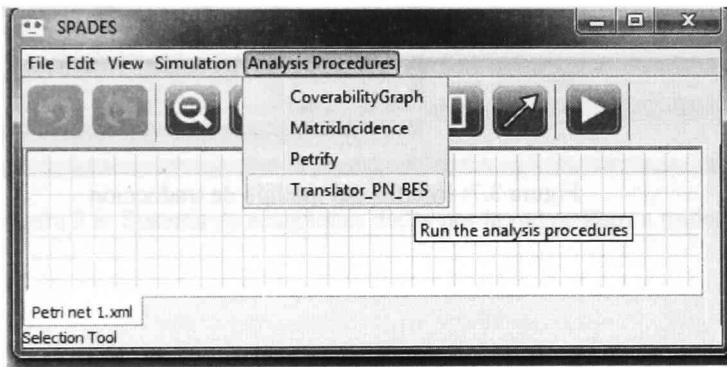 SPADES
File Edit View Simulation Analysis Procedures
CoverabilityGraph
MatrixIncidence
Petrify
Translator_PN_BES
Run the analysis procedures
Petri net 1.xml
Selection Tool